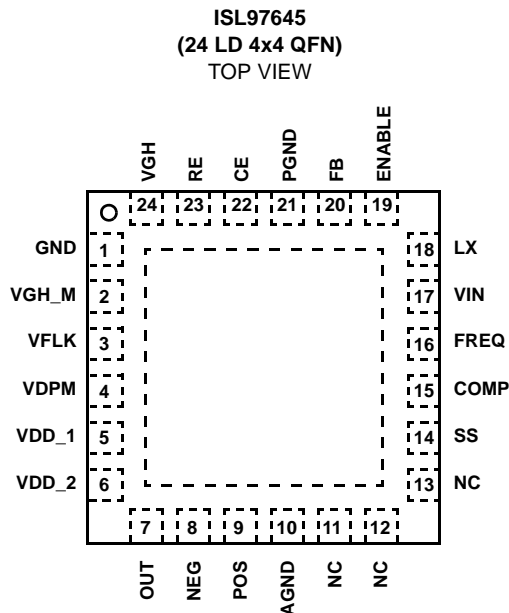 ISL97645
(24 LD 4x4 QFN)
TOP VIEW
VGH RE CE PGND FB ENABLE
24 23 22 21 20 19
GND 1 18 LX
VGH_M 2 17 VIN
VFLK 3 16 FREQ
VDPM 4 15 COMP
VDD_1 5 14 SS
VDD_2 6 13 NC
7 8 9 10 11 12
OUT NEG POS AGND NC NC